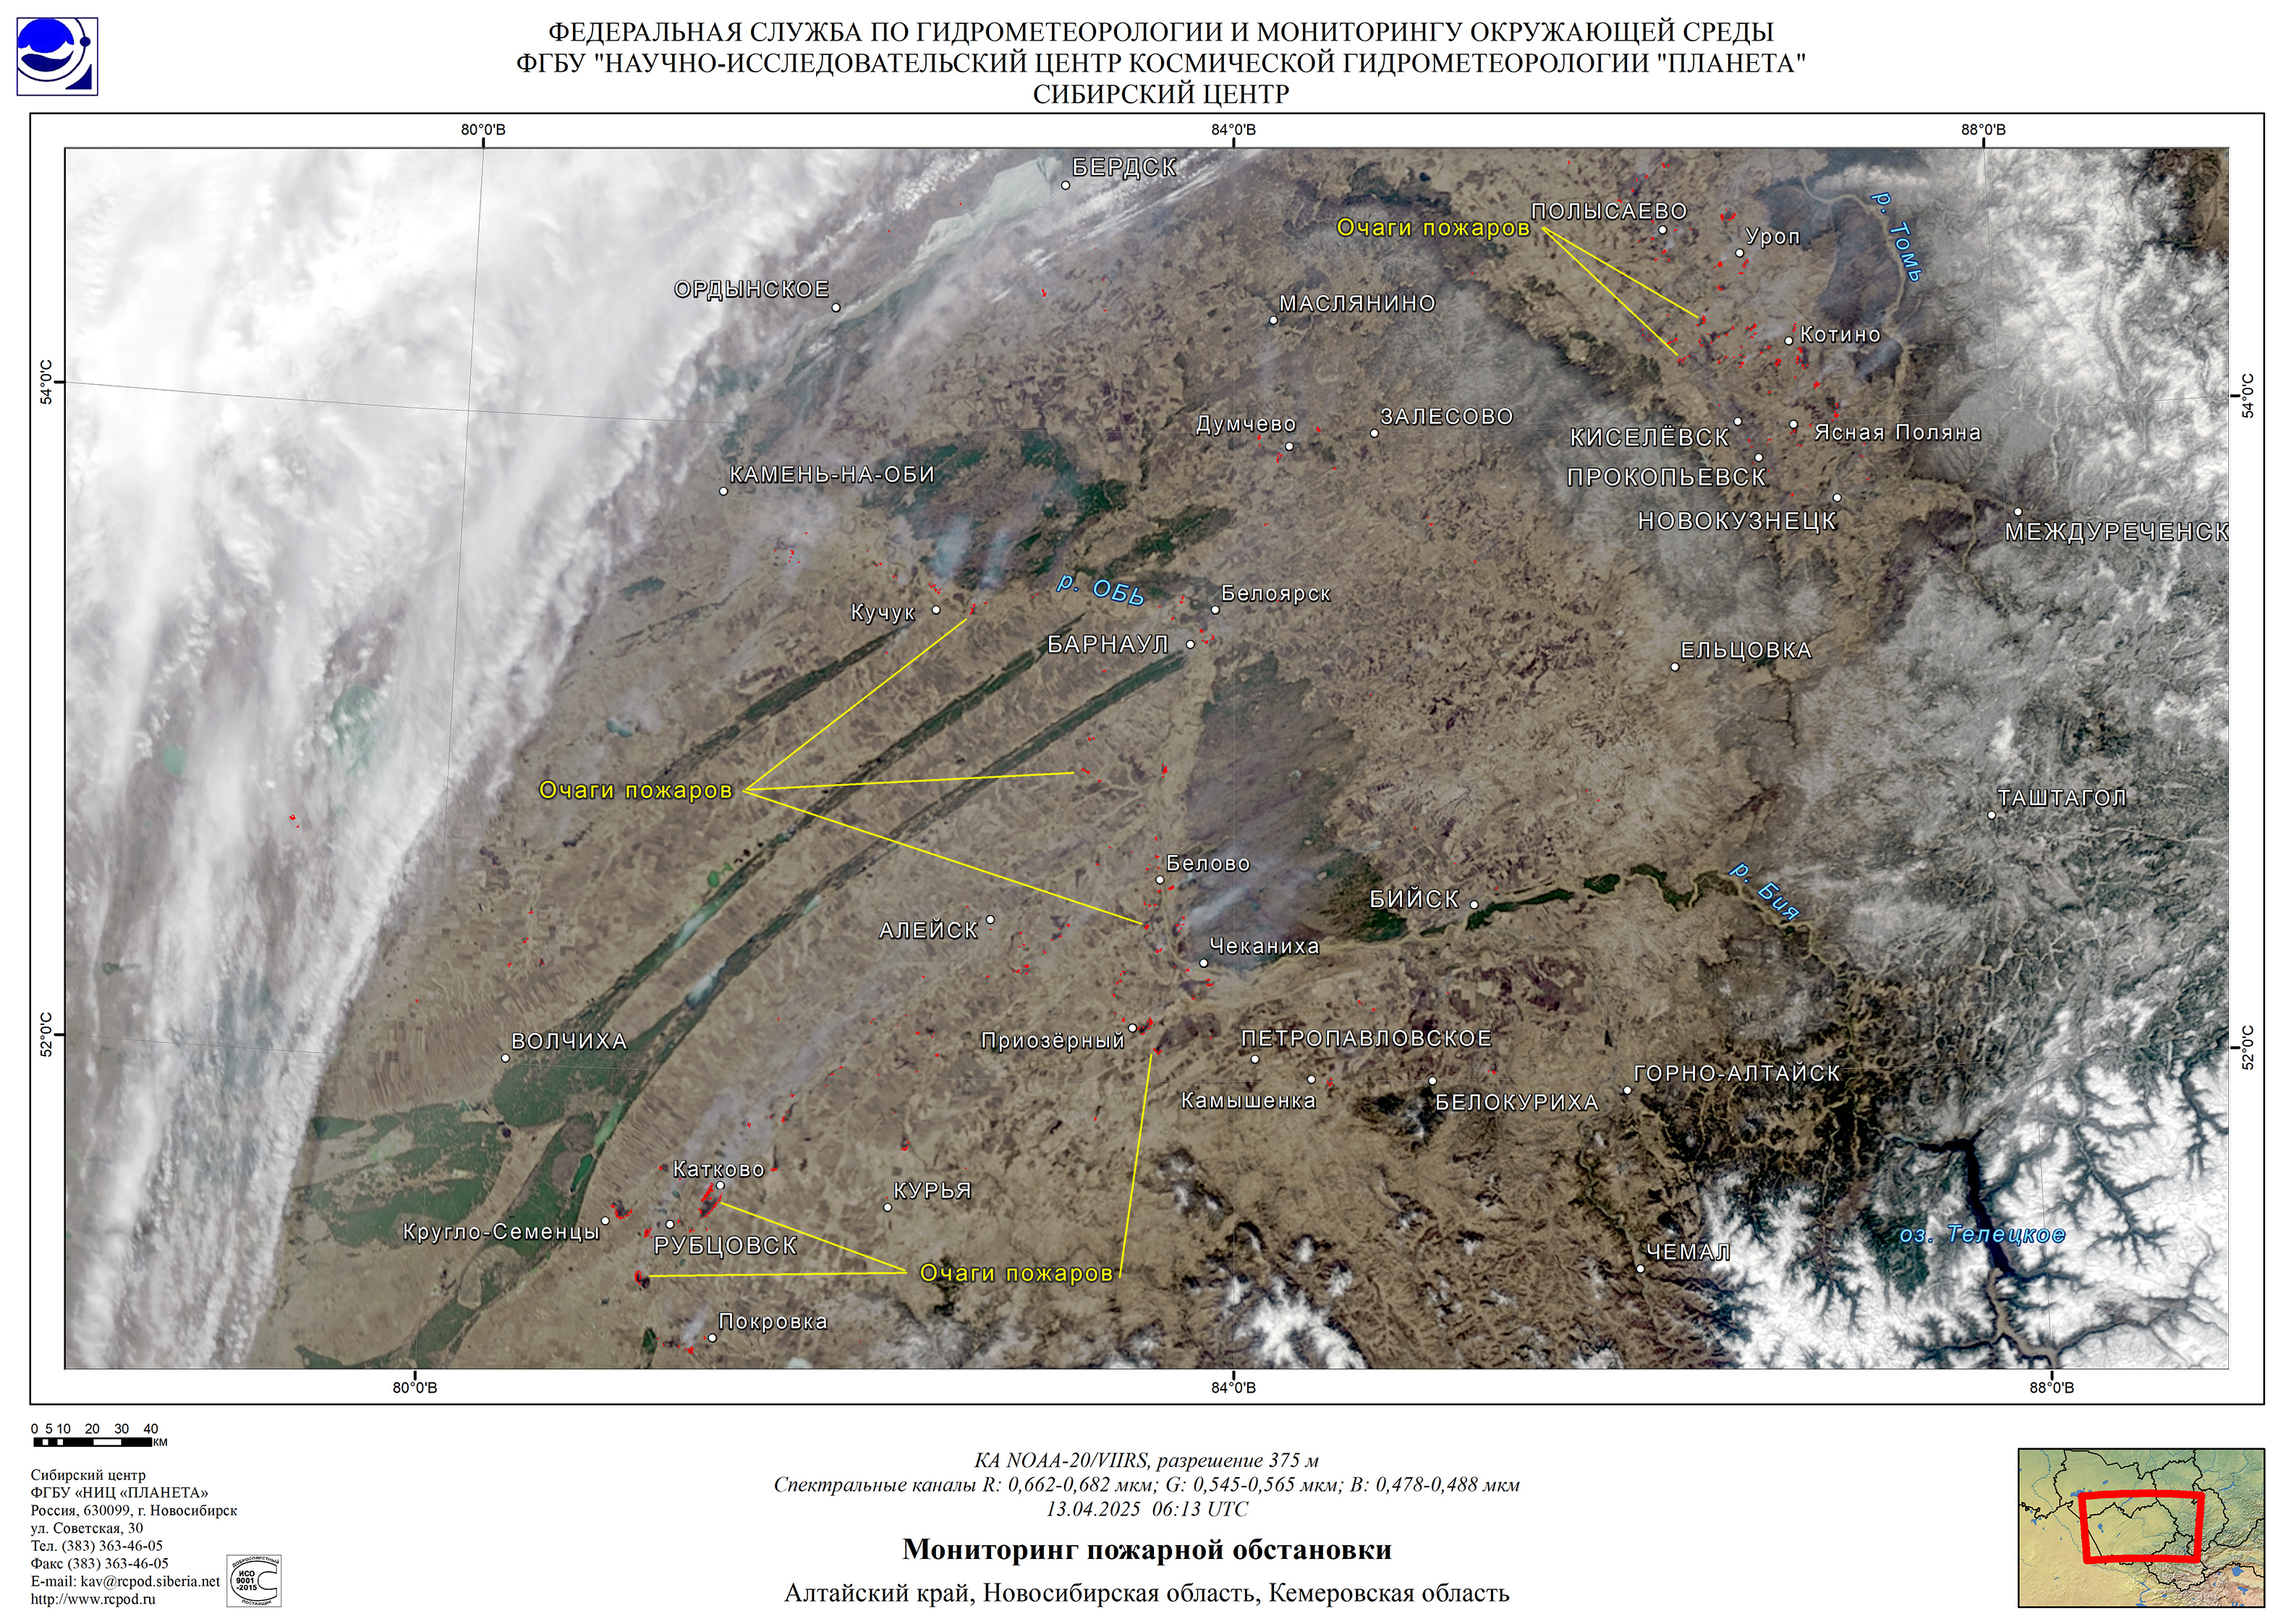 ФЕДЕРАЛЬНАЯ СЛУЖБА ПО ГИДРОМЕТЕОРОЛОГИИ И МОНИТОРИНГУ ОКРУЖАЮЩЕЙ СРЕДЫ
ФГБУ "НАУЧНО-ИССЛЕДОВАТЕЛЬСКИЙ ЦЕНТР КОСМИЧЕСКОЙ ГИДРОМЕТЕОРОЛОГИИ "ПЛАНЕТА"
СИБИРСКИЙ ЦЕНТР
80°0'В
84°0'В
88°0'В
БЕРДСК
р. Томь
ПОЛЫСАЕВО
Очаги пожаров
Уроп
ОРДЫНСКОЕ
МАСЛЯНИНО
Котино
54°0'С
54°0'С
Думчево
ЗАЛЕСОВО
КИСЕЛЁВСК
Ясная Поляна
КАМЕНЬ-НА-ОБИ
ПРОКОПЬЕВСК
НОВОКУЗНЕЦК
МЕЖДУРЕЧЕНСК
р. ОБЬ
Белоярск
Кучук
БАРНАУЛ
ЕЛЬЦОВКА
Очаги пожаров
ТАШТАГОЛ
Белово
р. Бия
БИЙСК
АЛЕЙСК
Чеканиха
52°0'С
52°0'С
ВОЛЧИХА
Приозёрный
ПЕТРОПАВЛОВСКОЕ
ГОРНО-АЛТАЙСК
Камышенка
БЕЛОКУРИХА
Катково
КУРЬЯ
Кругло-Семенцы
РУБЦОВСК
оз. Телецкое
ЧЕМАЛ
Очаги пожаров
Покровка
80°0'В
84°0'В
88°0'В
0 5 10 20 30 40
КМ
КА NOAA-20/VIIRS, разрешение 375 м
Спектральные каналы R: 0,662-0,682 мкм; G: 0,545-0,565 мкм; B: 0,478-0,488 мкм
13.04.2025 06:13 UTC
Мониторинг пожарной обстановки
Алтайский край, Новосибирская область, Кемеровская область
Сибирский центр
ФГБУ «НИЦ «ПЛАНЕТА»
Россия, 630099, г. Новосибирск
ул. Советская, 30
Тел. (383) 363-46-05
Факс (383) 363-46-05
E-mail: kav@rcpod.siberia.net
http://www.rcpod.ru
ДОБРОСОВЕСТНЫЙ
ИСО
9001
-2015
ПОСТАВЩИК